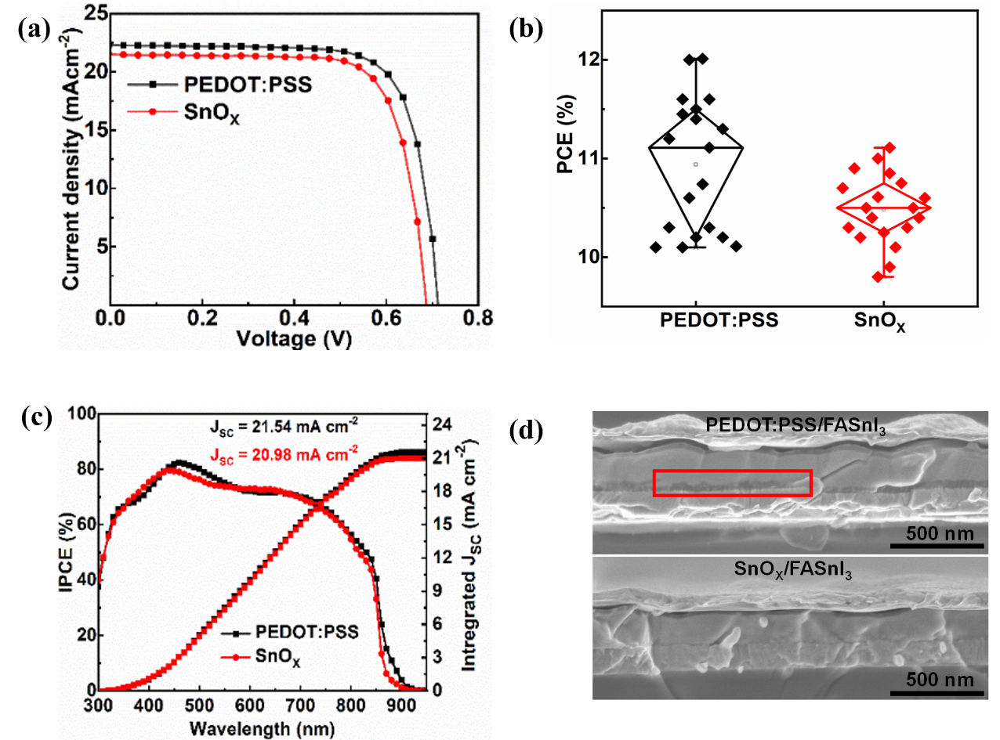 (a)
25
20
15
10
5
0.0 0.2 0.4 0.6 0.8
Current density (mAcm⁻²)
Voltage (V)
PEDOT:PSS
SnOₓ
(b)
12
11
10
PCE (%)
PEDOT:PSS SnOₓ
(c)
100
80
60
40
20
0
IPCE (%)
J_SC = 21.54 mA cm⁻²
J_SC = 20.98 mA cm⁻²
PEDOT:PSS
SnOₓ
24
21
18
15
12
9
6
3
0
Intregrated J_SC (mA cm⁻²)
300 400 500 600 700 800 900
Wavelength (nm)
(d)
PEDOT:PSS/FASnI₃
500 nm
SnOₓ/FASnI₃
500 nm